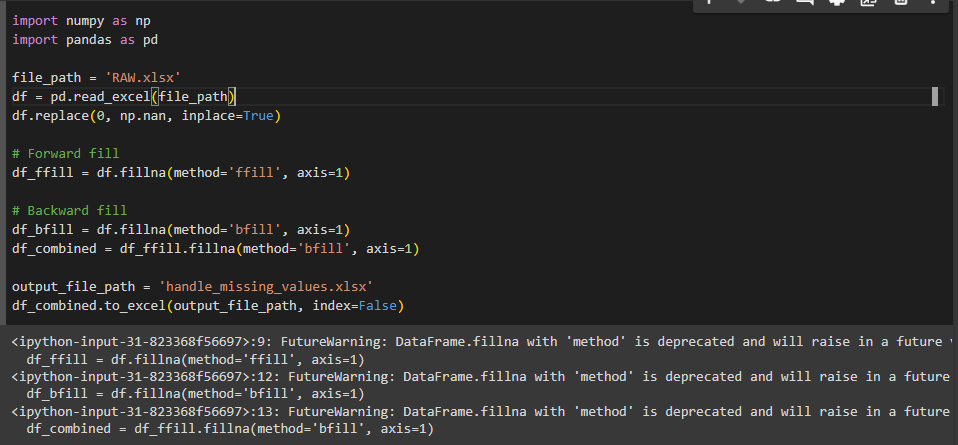 import numpy as np
import pandas as pd
file_path = 'RAW.xlsx'
df = pd.read_excel(file_path)
df.replace(0, np.nan, inplace=True)
# Forward fill
df_ffill = df.fillna(method='ffill', axis=1)
# Backward fill
df_bfill = df.fillna(method='bfill', axis=1)
df_combined = df_ffill.fillna(method='bfill', axis=1)
output_file_path = 'handle_missing_values.xlsx'
df_combined.to_excel(output_file_path, index=False)
<ipython-input-31-823368f56697>:9: FutureWarning: DataFrame.fillna with 'method' is deprecated and will raise in a future
df_ffill = df.fillna(method='ffill', axis=1)
<ipython-input-31-823368f56697>:12: FutureWarning: DataFrame.fillna with 'method' is deprecated and will raise in a future
df_bfill = df.fillna(method='bfill', axis=1)
<ipython-input-31-823368f56697>:13: FutureWarning: DataFrame.fillna with 'method' is deprecated and will raise in a future
df_combined = df_ffill.fillna(method='bfill', axis=1)